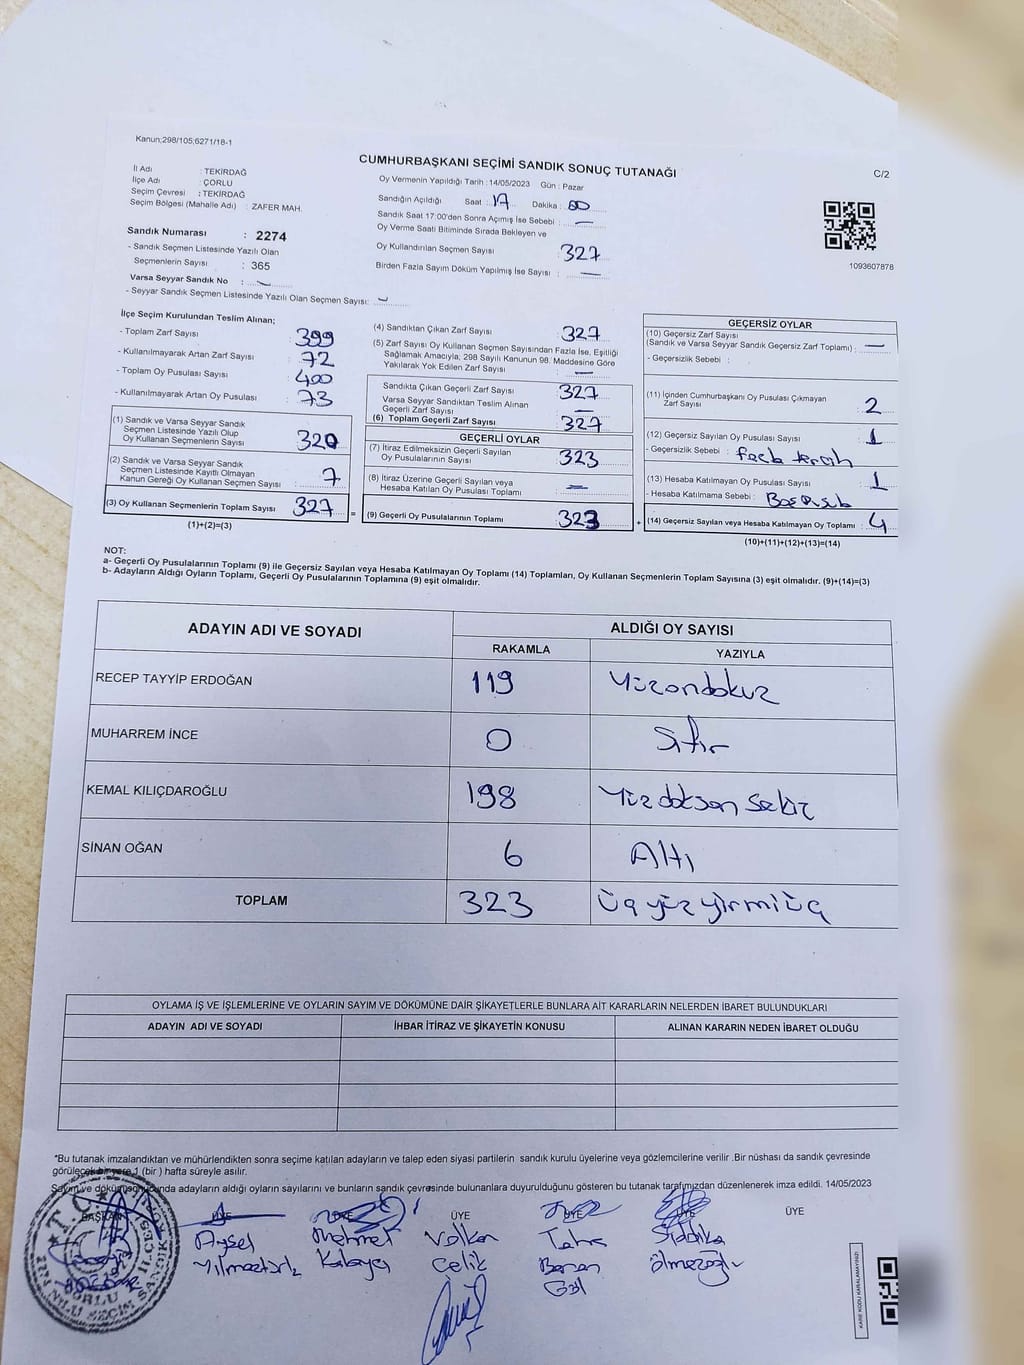 Kanun;298/105;6271/18-1
CUMHURBAŞKANI SEÇİMİ SANDIK SONUÇ TUTANAĞI
C/2
İl Adı : TEKİRDAĞ
İlçe Adı : ÇORLU
Seçim Çevresi : TEKİRDAĞ
Seçim Bölgesi (Mahalle Adı) : ZAFER MAH.
Sandık Numarası : 2274
- Sandık Seçmen Listesinde Yazılı Olan
Seçmenlerin Sayısı : 365
Varsa Seyyar Sandık No : —
- Seyyar Sandık Seçmen Listesinde Yazılı Olan Seçmen Sayısı: —
Oy Vermenin Yapıldığı Tarih : 14/05/2023 Gün : Pazar
Sandığın Açıldığı Saat : 17 Dakika : 00
Sandık Saat 17:00'den Sonra Açımış İse Sebebi : —
Oy Verme Saati Bitiminde Sırada Bekleyen ve
Oy Kullandırılan Seçmen Sayısı : 327
Birden Fazla Sayım Döküm Yapılmış İse Sayısı : —
1093607878
İlçe Seçim Kurulundan Teslim Alınan;
- Toplam Zarf Sayısı : 399
- Kullanılmayarak Artan Zarf Sayısı : 72
- Toplam Oy Pusulası Sayısı : 400
- Kullanılmayarak Artan Oy Pusulası : 73
(1) Sandık ve Varsa Seyyar Sandık
Seçmen Listesinde Yazılı Olup
Oy Kullanan Seçmenlerin Sayısı : 320
(2) Sandık ve Varsa Seyyar Sandık
Seçmen Listesinde Kayıtlı Olmayan
Kanun Gereği Oy Kullanan Seçmen Sayısı : 7
(3) Oy Kullanan Seçmenlerin Toplam Sayısı : 327
(1)+(2)=(3)
=
(4) Sandıktan Çıkan Zarf Sayısı : 327
(5) Zarf Sayısı Oy Kullanan Seçmen Sayısından Fazla İse, Eşitliği
Sağlamak Amacıyla, 298 Sayılı Kanunun 98. Maddesine Göre
Yakılarak Yok Edilen Zarf Sayısı : —
Sandıkta Çıkan Geçerli Zarf Sayısı : 327
Varsa Seyyar Sandıktan Teslim Alınan
Geçerli Zarf Sayısı : —
(6) Toplam Geçerli Zarf Sayısı : 327
GEÇERLİ OYLAR
(7) İtiraz Edilmeksizin Geçerli Sayılan
Oy Pusulalarının Sayısı : 323
(8) İtiraz Üzerine Geçerli Sayılan veya
Hesaba Katılan Oy Pusulası Toplamı : —
(9) Geçerli Oy Pusulalarının Toplamı : 323
+
GEÇERSİZ OYLAR
(10) Geçersiz Zarf Sayısı
(Sandık ve Varsa Seyyar Sandık Geçersiz Zarf Toplamı) : —
- Geçersizlik Sebebi :
(11) İçinden Cumhurbaşkanı Oy Pusulası Çıkmayan
Zarf Sayısı : 2
(12) Geçersiz Sayılan Oy Pusulası Sayısı : 1
- Geçersizlik Sebebi :
(13) Hesaba Katılmayan Oy Pusulası Sayısı : 1
- Hesaba Katılmama Sebebi :
(14) Geçersiz Sayılan veya Hesaba Katılmayan Oy Toplamı : 4
(10)+(11)+(12)+(13)=(14)
NOT:
a- Geçerli Oy Pusulalarının Toplamı (9) ile Geçersiz Sayılan veya Hesaba Katılmayan Oy Toplamı (14) Toplamları, Oy Kullanan Seçmenlerin Toplam Sayısına (3) eşit olmalıdır. (9)+(14)=(3)
b- Adayların Aldığı Oyların Toplamı, Geçerli Oy Pusulalarının Toplamına (9) eşit olmalıdır.
ADAYIN ADI VE SOYADI ALDIĞI OY SAYISI
RAKAMLA YAZIYLA
RECEP TAYYİP ERDOĞAN 119 Yüzondokuz
MUHARREM İNCE 0 Sıfır
KEMAL KILIÇDAROĞLU 198 Yüz doksan sekiz
SİNAN OĞAN 6 Altı
TOPLAM 323 üç yüz yirmi üç
OYLAMA İŞ VE İŞLEMLERİNE VE OYLARIN SAYIM VE DÖKÜMÜNE DAİR ŞİKAYETLERLE BUNLARA AİT KARARLARIN NELERDEN İBARET BULUNDUKLARI
ADAYIN ADI VE SOYADI İHBAR İTİRAZ VE ŞİKAYETİN KONUSU ALINAN KARARIN NEDEN İBARET OLDUĞU
*Bu tutanak imzalandıktan ve mühürlendikten sonra seçime katılan adayların ve talep eden siyasi partilerin sandık kurulu üyelerine veya gözlemcilerine verilir .Bir nüshası da sandık çevresinde
görülecek bir yere 1 (bir ) hafta süreyle asılır.
Sayım ve döküm sonucunda adayların aldığı oyların sayılarını ve bunların sandık çevresinde bulunanlara duyurulduğunu gösteren bu tutanak tarafımızdan düzenlenerek imza edildi. 14/05/2023
BAŞKAN ÜYE ÜYE ÜYE ÜYE ÜYE ÜYE
Aysel Mehmet Volkan Taha Sıddıka
Yılmaztürk Kabaycı Çelik Baran
Gül
T.C.
KARE KODU KARALAMAYINIZ!